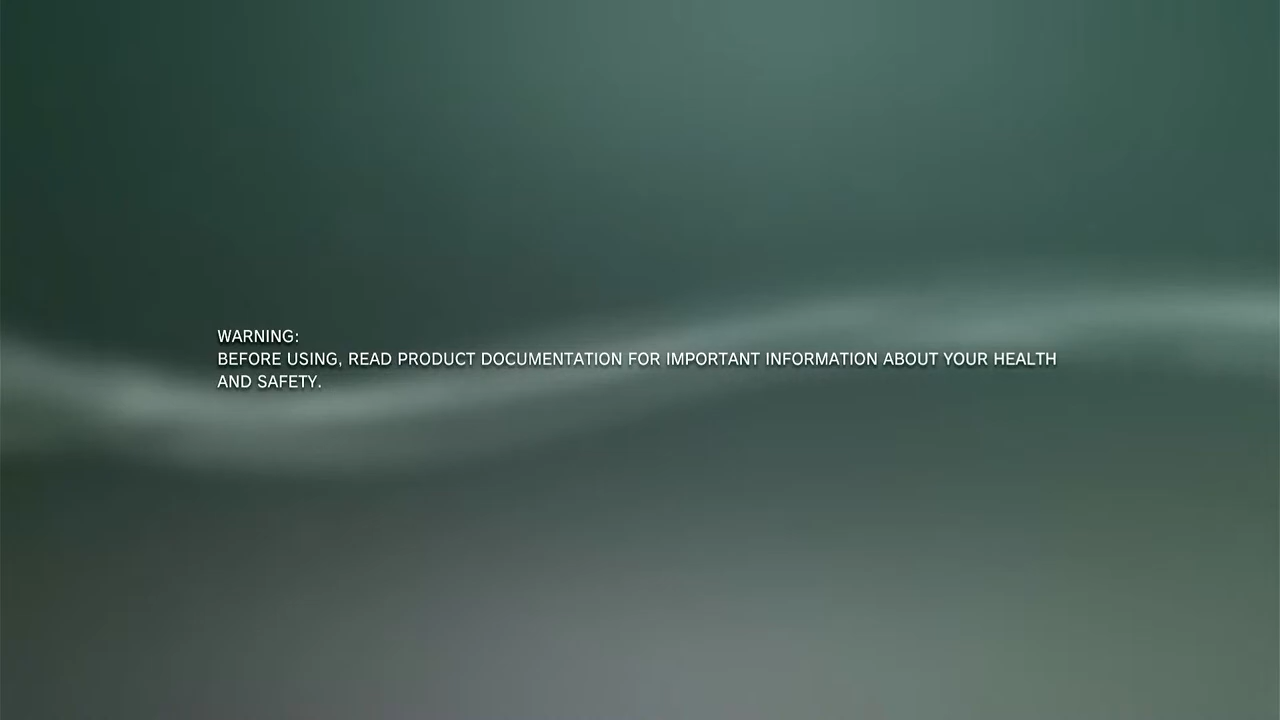 WARNING:
BEFORE USING, READ PRODUCT DOCUMENTATION FOR IMPORTANT INFORMATION ABOUT YOUR HEALTH
AND SAFETY.